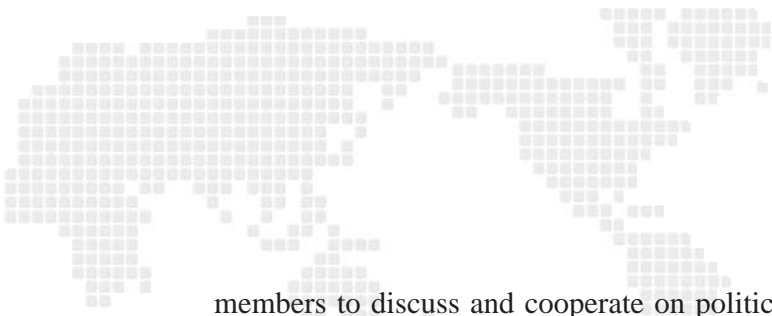 members to discuss and cooperate on politic